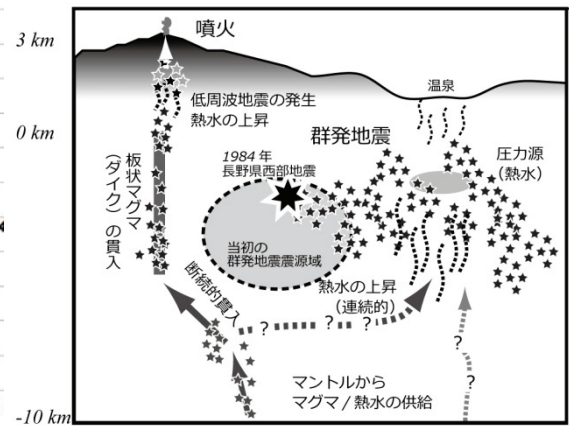 3 km
噴火
低周波地震の発生
熱水の上昇
温泉
0 km
群発地震
1984 年
長野県西部地震
圧力源
（熱水）
板状マグマ
（ダイク）の貫入
当初の
群発地震震源域
断続的貫入
熱水の上昇
（連続的）
?
?
?
?
?
マントルから
マグマ / 熱水の供給
-10 km